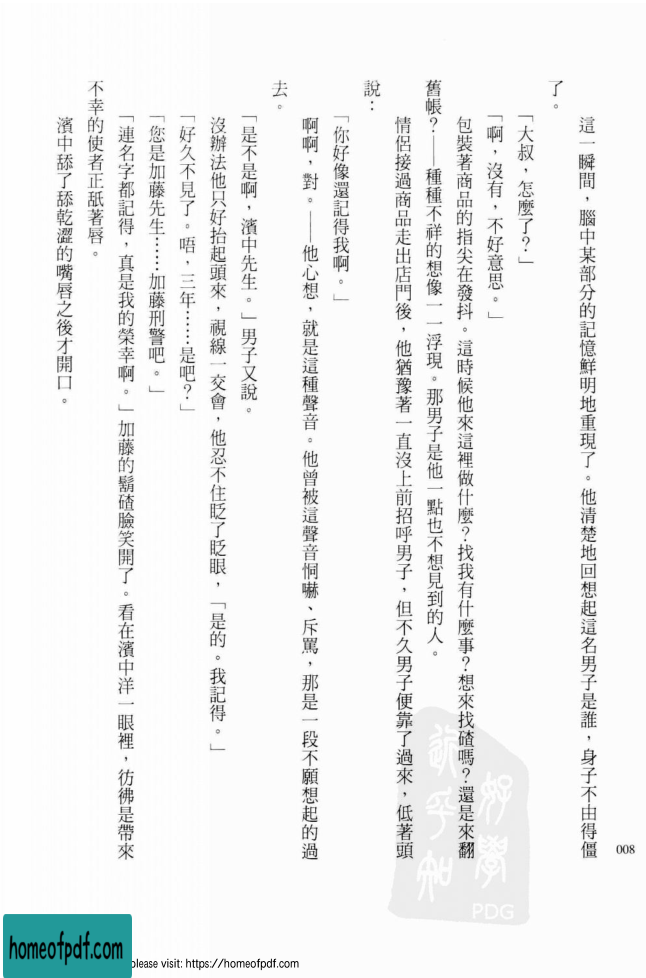 這一瞬間，腦中某部分的記憶鮮明地重現了。他清楚地回想起這名男子是誰，身子不由得僵
了。
「大叔，怎麼了？」
「啊，沒有，不好意思。」
包裝著商品的指尖在發抖。這時候他來這裡做什麼？找我有什麼事？想來找碴嗎？還是來翻
舊帳？——種種不祥的想像一一浮現。那男子是他一點也不想見到的人。
情侶接過商品走出店門後，他猶豫著一直沒上前招呼男子，但不久男子便靠了過來，低著頭
說：
「你好像還記得我啊。」
啊啊，對。——他心想，就是這種聲音。他曾被這聲音恫嚇、斥罵，那是一段不願想起的過
去。
「是不是啊，濱中先生。」男子又說。
沒辦法他只好抬起頭來，視線一交會，他忍不住眨了眨眼，「是的。我記得。」
「好久不見了。唔，三年……是吧？」
「您是加藤先生……加藤刑警吧。」
「連名字都記得，真是我的榮幸啊。」加藤的鬍碴臉笑開了。看在濱中洋一眼裡，彷彿是帶來
不幸的使者正舐著唇。
濱中舔了舔乾澀的嘴唇之後才開口。
008
好學
近乎知
PDG
homeofpdf.com
please visit: https://homeofpdf.com